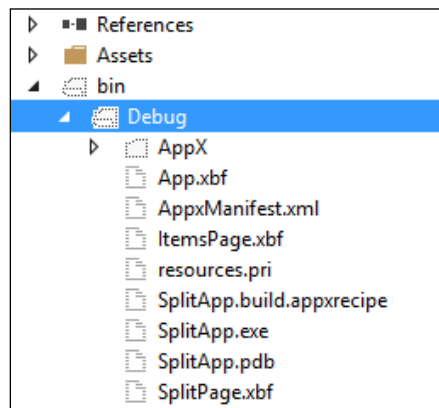 References
Assets
bin
Debug
AppX
App.xbf
AppxManifest.xml
ItemsPage.xbf
resources.pri
SplitApp.build.appxrecipe
SplitApp.exe
SplitApp.pdb
SplitPage.xbf